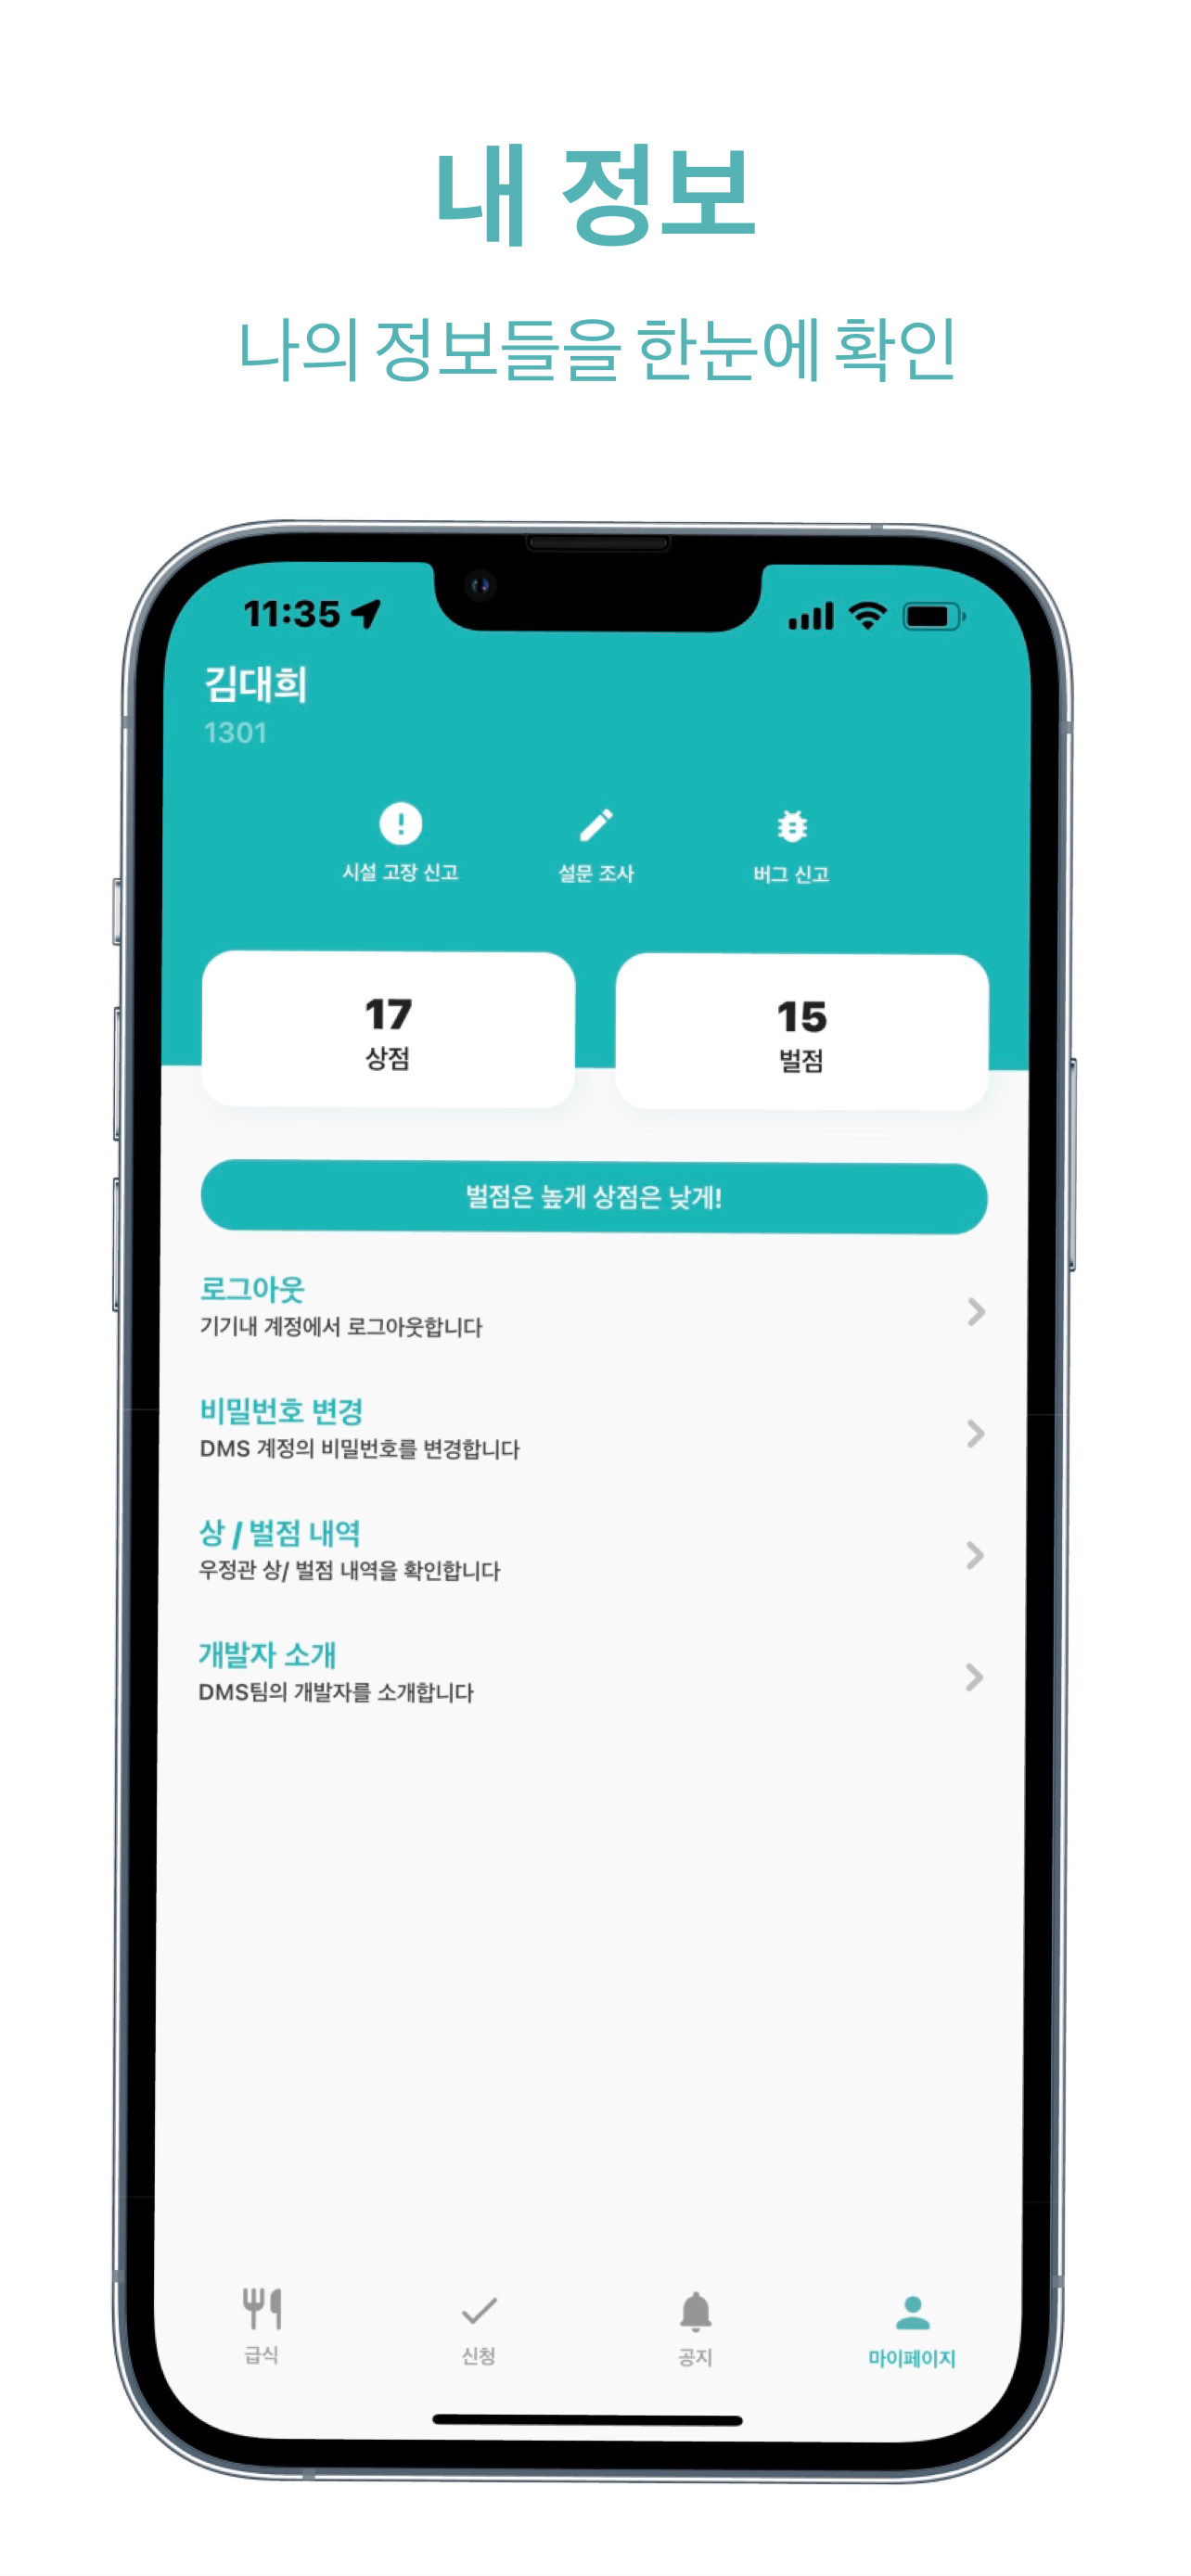 내 정보
나의 정보들을 한눈에 확인
11:35
김대희
1301
시설 고장 신고
설문 조사
버그 신고
17
상점
15
벌점
벌점은 높게 상점은 낮게!
로그아웃
기기내 계정에서 로그아웃합니다
비밀번호 변경
DMS 계정의 비밀번호를 변경합니다
상 / 벌점 내역
우정관 상/ 벌점 내역을 확인합니다
개발자 소개
DMS팀의 개발자를 소개합니다
급식
신청
공지
마이페이지